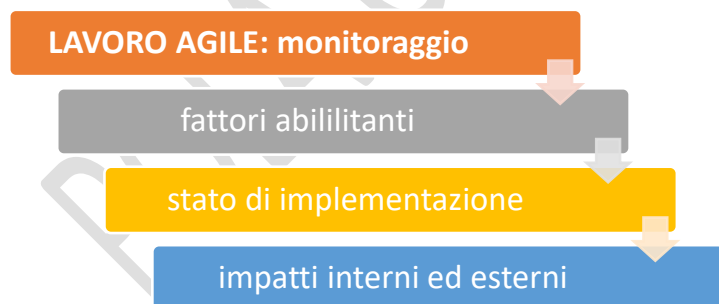 LAVORO AGILE: monitoraggio
fattori abililitanti
stato di implementazione
impatti interni ed esterni